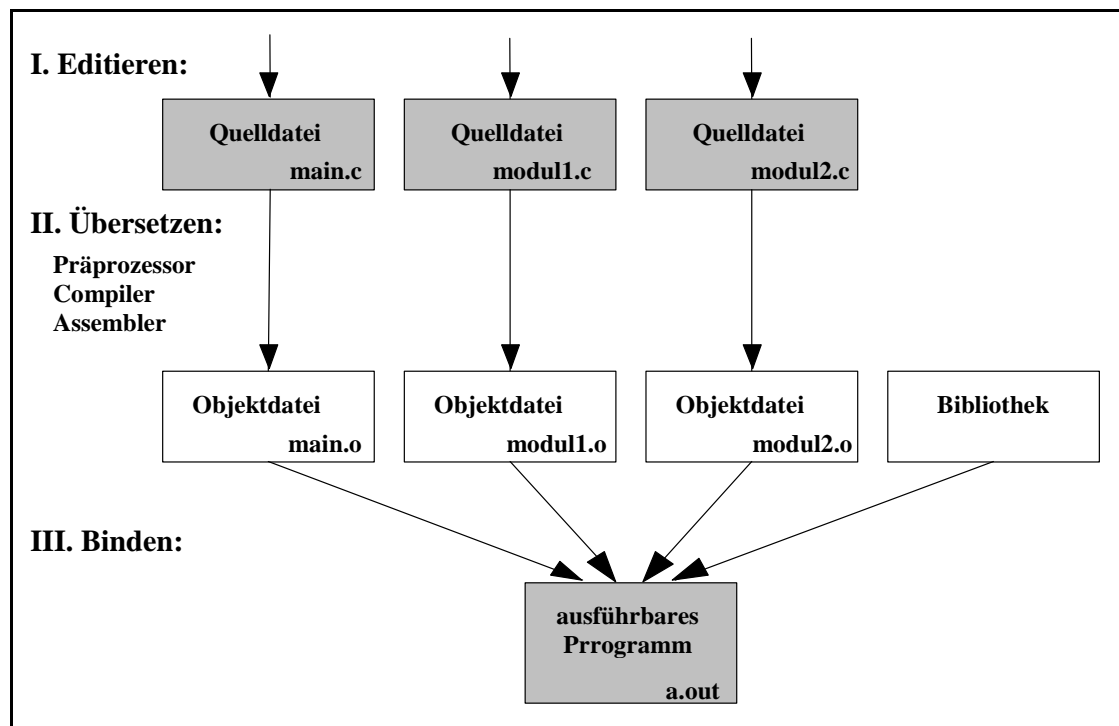 I. Editieren:
Quelldatei
main.c
Quelldatei
modul1.c
Quelldatei
modul2.c
II. Übersetzen:
Präprozessor
Compiler
Assembler
Objektdatei
main.o
Objektdatei
modul1.o
Objektdatei
modul2.o
Bibliothek
III. Binden:
ausführbares
Prrogramm
a.out